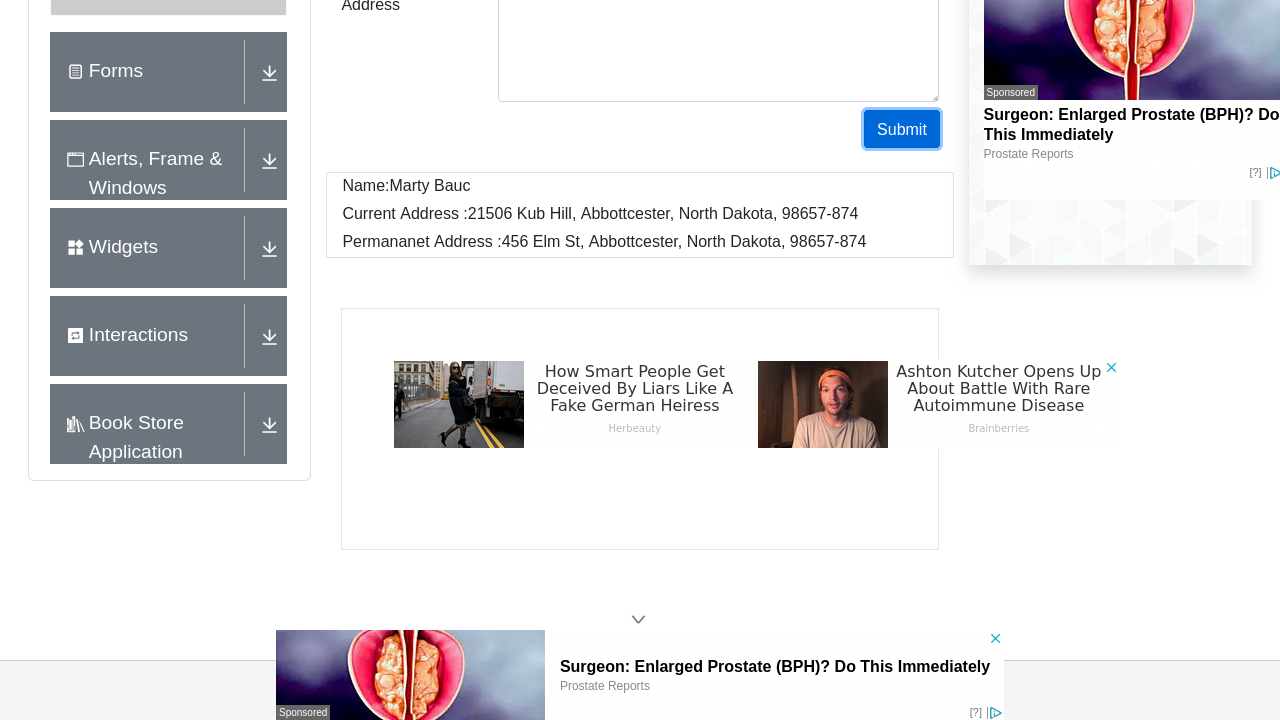 Address
Forms
Alerts, Frame &
Windows
Widgets
Interactions
Book Store
Application
Submit
Name:Marty Bauc
Current Address :21506 Kub Hill, Abbottcester, North Dakota, 98657-874
Permananet Address :456 Elm St, Abbottcester, North Dakota, 98657-874
Sponsored
Surgeon: Enlarged Prostate (BPH)? Do
This Immediately
Prostate Reports
[?]
How Smart People Get
Deceived By Liars Like A
Fake German Heiress
Herbeauty
Ashton Kutcher Opens Up
About Battle With Rare
Autoimmune Disease
Brainberries
Sponsored
Surgeon: Enlarged Prostate (BPH)? Do This Immediately
Prostate Reports
[?]